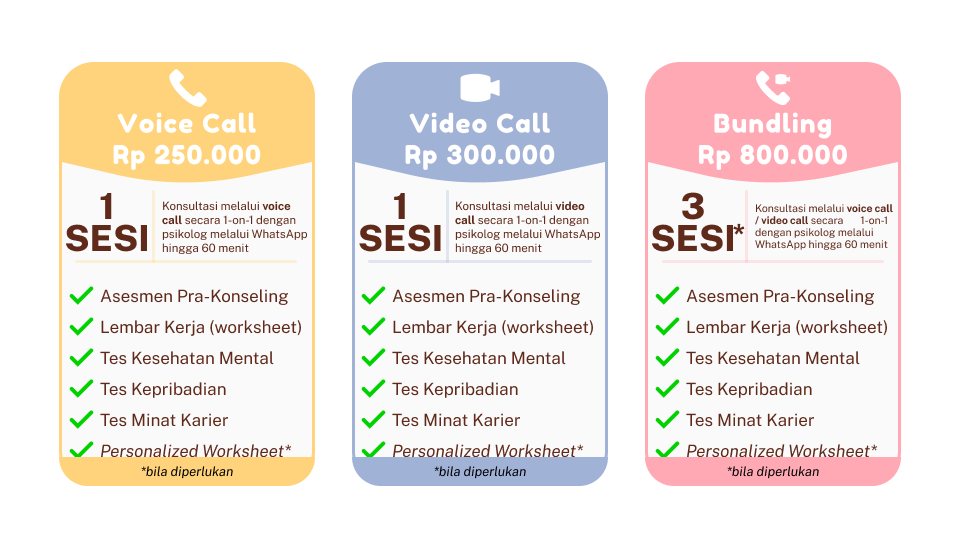 Voice Call
Rp 250.000
1
SESI
Konsultasi melalui voice
call secara 1-on-1 dengan
psikolog melalui WhatsApp
hingga 60 menit
Asesmen Pra-Konseling
Lembar Kerja (worksheet)
Tes Kesehatan Mental
Tes Kepribadian
Tes Minat Karier
Personalized Worksheet*
*bila diperlukan
Video Call
Rp 300.000
1
SESI
Konsultasi melalui video
call secara 1-on-1 dengan
psikolog melalui WhatsApp
hingga 60 menit
Asesmen Pra-Konseling
Lembar Kerja (worksheet)
Tes Kesehatan Mental
Tes Kepribadian
Tes Minat Karier
Personalized Worksheet*
*bila diperlukan
Bundling
Rp 800.000
3
SESI*
Konsultasi melalui voice call
/ video call secara 1-on-1
dengan psikolog melalui
WhatsApp hingga 60 menit
Asesmen Pra-Konseling
Lembar Kerja (worksheet)
Tes Kesehatan Mental
Tes Kepribadian
Tes Minat Karier
Personalized Worksheet*
*bila diperlukan